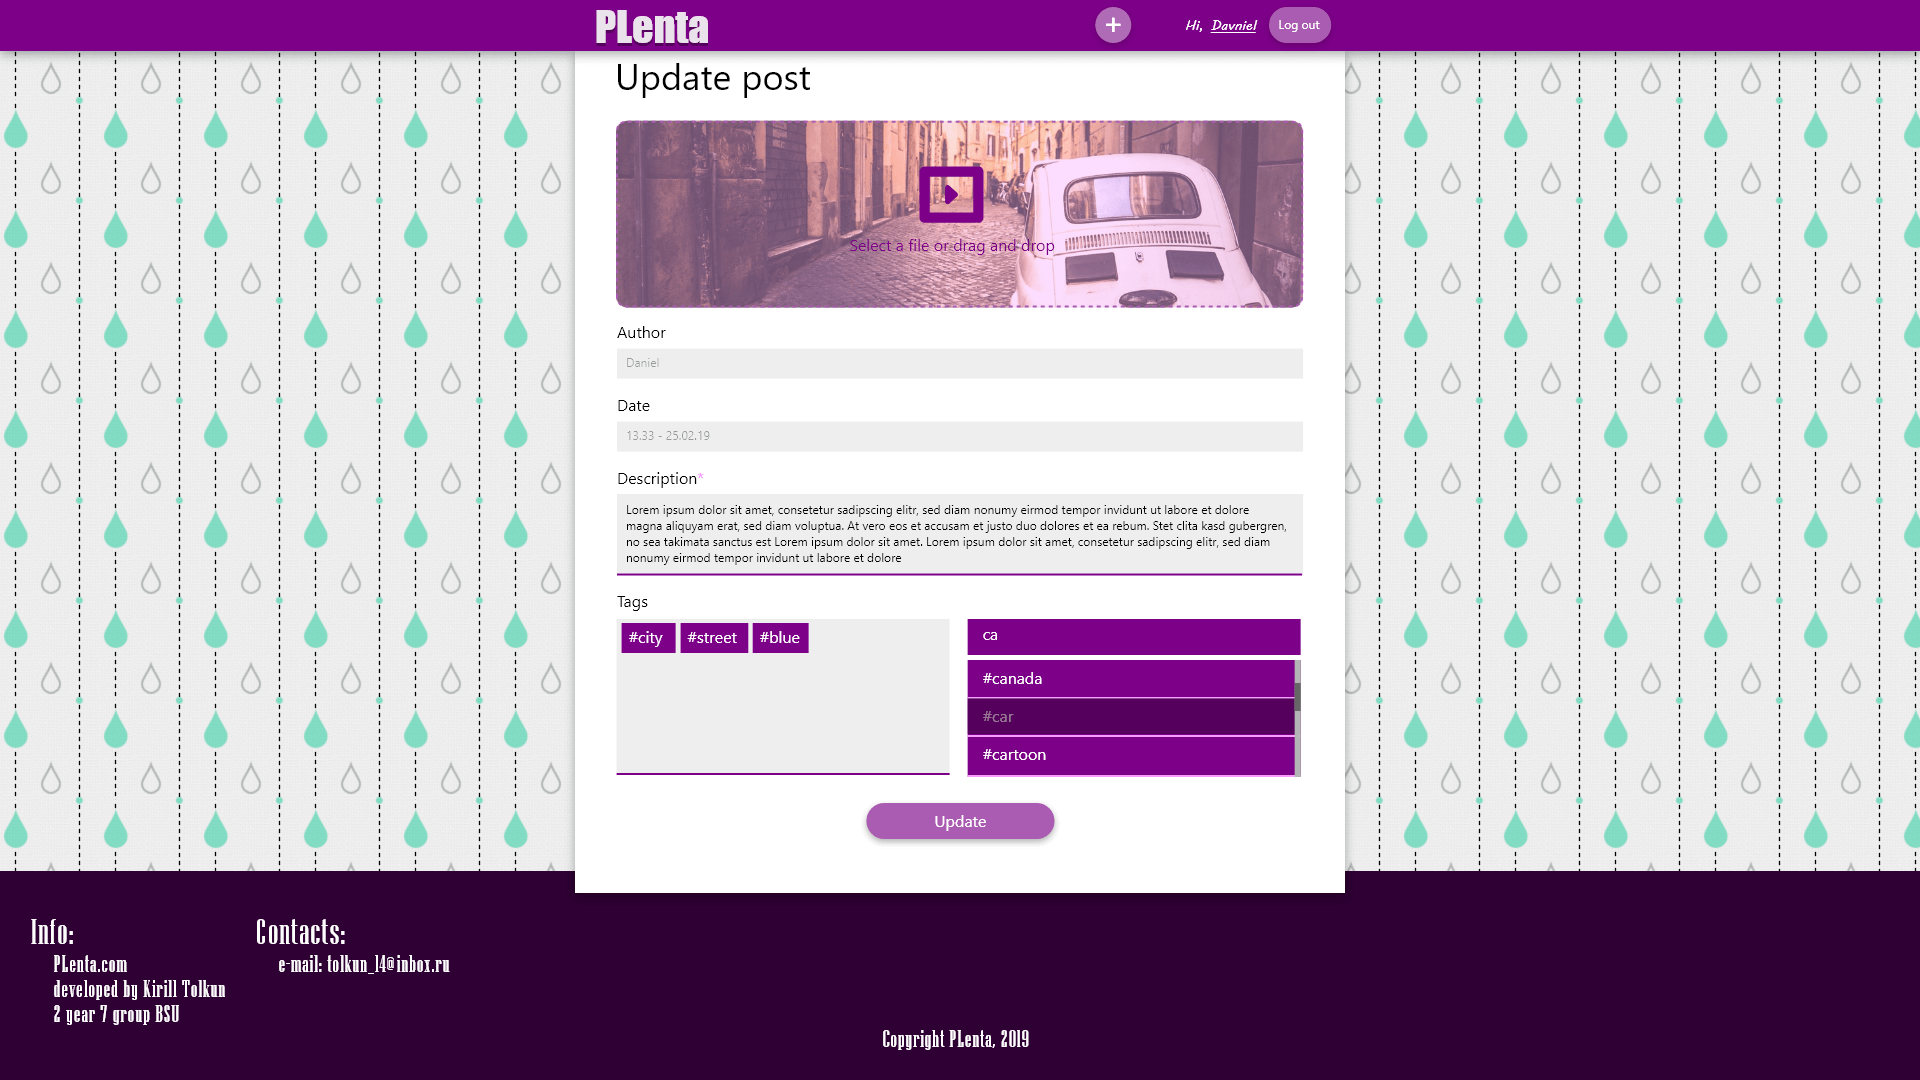 PLenta
+
Hi, Davniel
Log out
Update post
Select a file or drag and drop
Author
Daniel
Date
13.33 - 25.02.19
Description*
Lorem ipsum dolor sit amet, consetetur sadipscing elitr, sed diam nonumy eirmod tempor invidunt ut labore et dolore
magna aliquyam erat, sed diam voluptua. At vero eos et accusam et justo duo dolores et ea rebum. Stet clita kasd gubergren,
no sea takimata sanctus est Lorem ipsum dolor sit amet. Lorem ipsum dolor sit amet, consetetur sadipscing elitr, sed diam
nonumy eirmod tempor invidunt ut labore et dolore
Tags
#city #street #blue
ca
#canada
#car
#cartoon
Update
Info:
PLenta.com
developed by Kirill Tolkun
2 year 7 group BSU
Contacts:
e-mail: tolkun_14@inbox.ru
Copyright PLenta, 2019